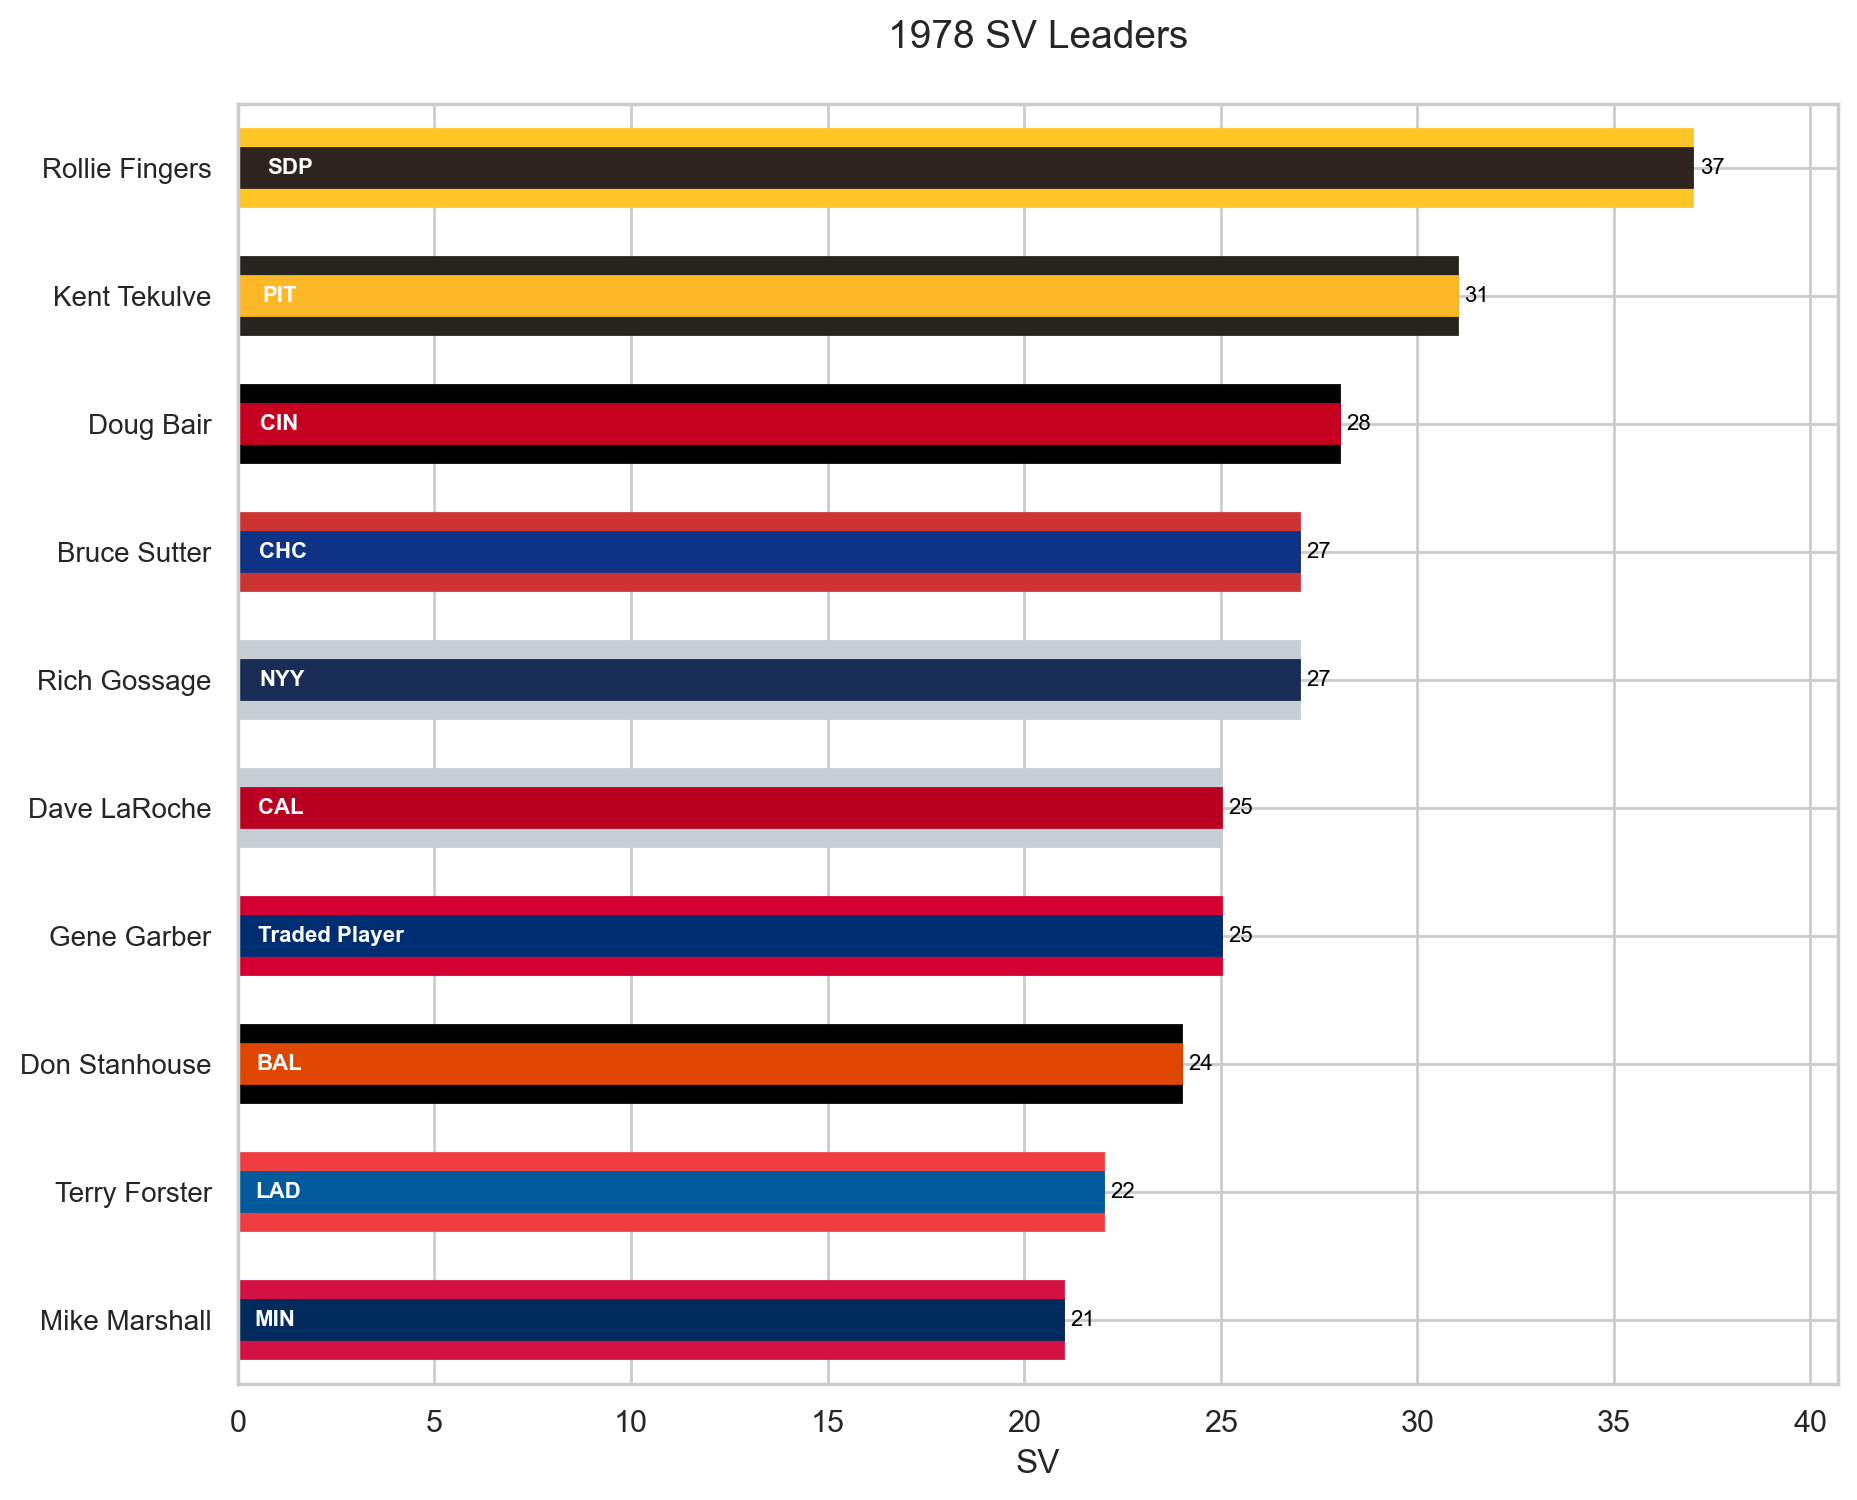 1978 SV Leaders
Rollie Fingers SDP 37
Kent Tekulve PIT 31
Doug Bair CIN 28
Bruce Sutter CHC 27
Rich Gossage NYY 27
Dave LaRoche CAL 25
Gene Garber Traded Player 25
Don Stanhouse BAL 24
Terry Forster LAD 22
Mike Marshall MIN 21
0 5 10 15 20 25 30 35 40
SV